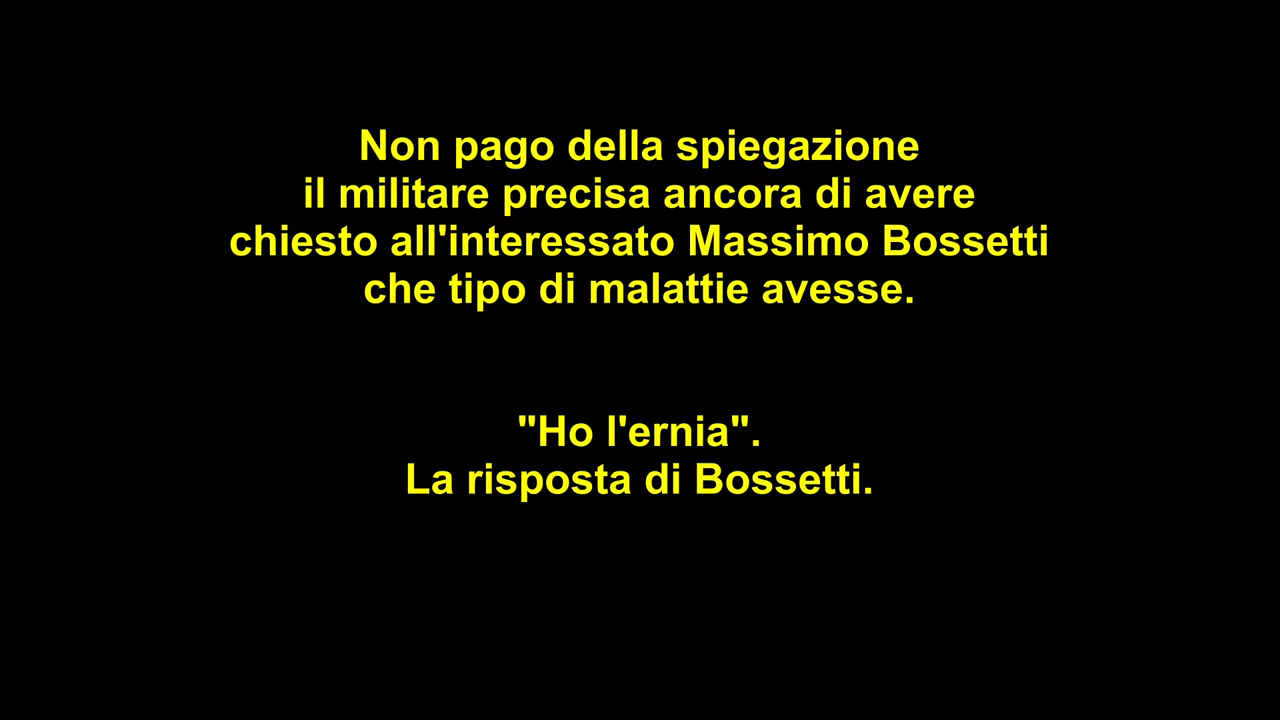 Non pago della spiegazione
il militare precisa ancora di avere
chiesto all'interessato Massimo Bossetti
che tipo di malattie avesse.
"Ho l'ernia".
La risposta di Bossetti.